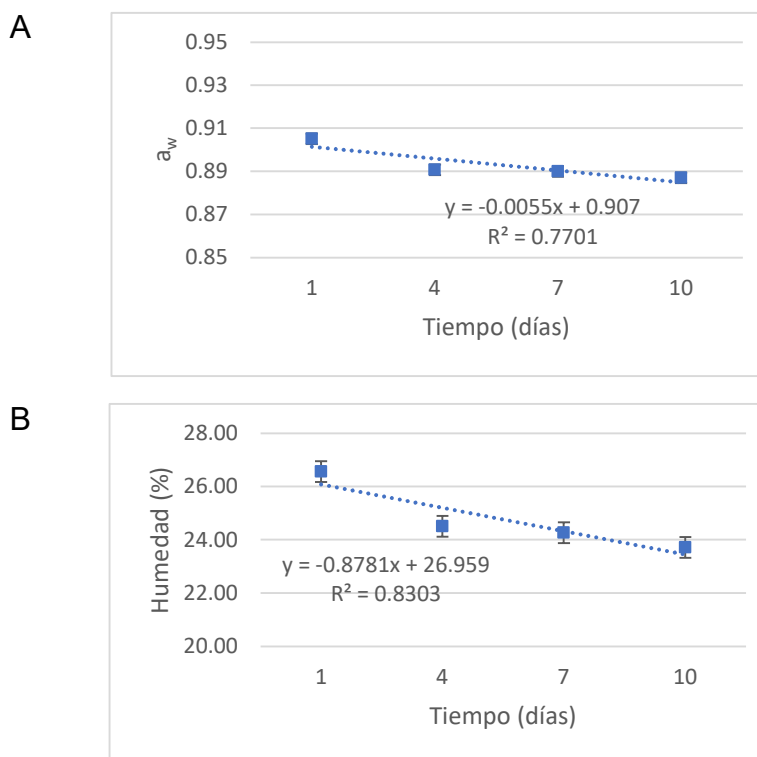 A
0.95
0.93
0.91
0.89
0.87
0.85
a_w
y = -0.0055x + 0.907
R² = 0.7701
1 4 7 10
Tiempo (días)
B
28.00
26.00
24.00
22.00
20.00
Humedad (%)
y = -0.8781x + 26.959
R² = 0.8303
1 4 7 10
Tiempo (días)